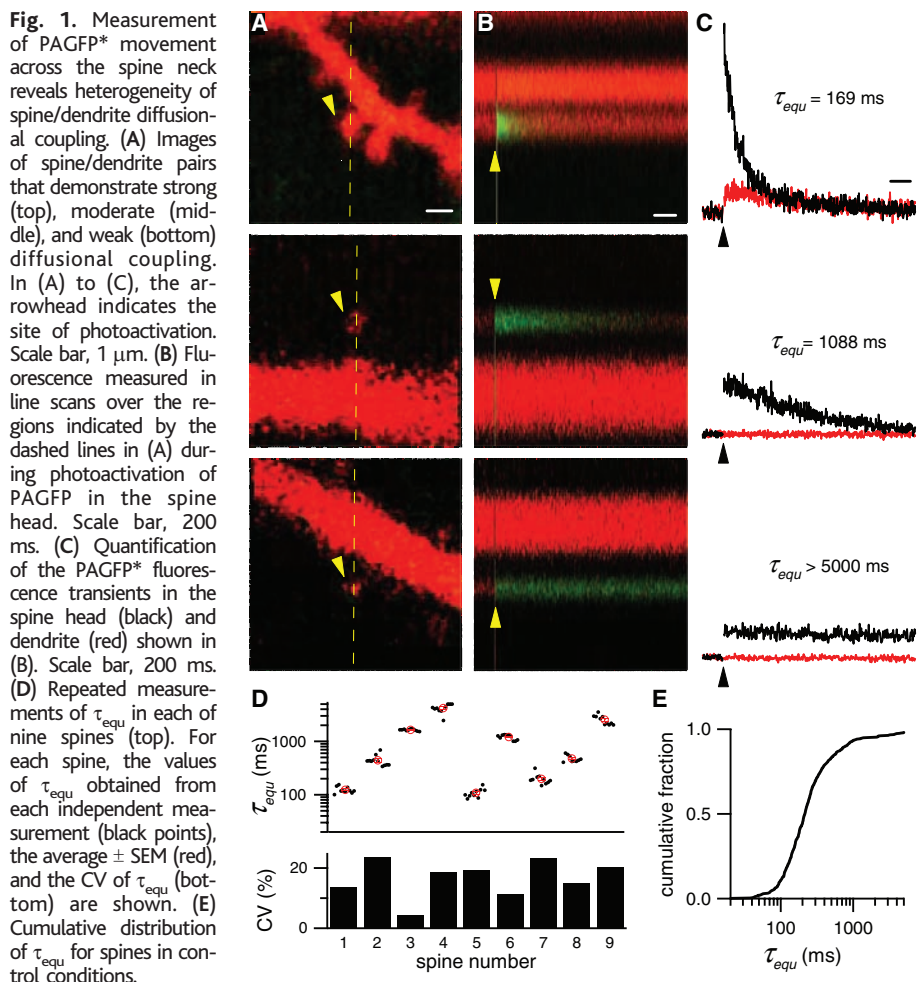 Fig. 1. Measurement
of PAGFP* movement
across the spine neck
reveals heterogeneity of
spine/dendrite diffusion-
al coupling. (A) Images
of spine/dendrite pairs
that demonstrate strong
(top), moderate (mid-
dle), and weak (bottom)
diffusional coupling.
In (A) to (C), the ar-
rowhead indicates the
site of photoactivation.
Scale bar, 1 μm. (B) Flu-
orescence measured in
line scans over the re-
gions indicated by the
dashed lines in (A) dur-
ing photoactivation of
PAGFP in the spine
head. Scale bar, 200
ms. (C) Quantification
of the PAGFP* fluores-
cence transients in the
spine head (black) and
dendrite (red) shown in
(B). Scale bar, 200 ms.
(D) Repeated measure-
ments of τequ in each of
nine spines (top). For
each spine, the values
of τequ obtained from
each independent mea-
surement (black points),
the average ± SEM (red),
and the CV of τequ (bot-
tom) are shown. (E)
Cumulative distribution
of τequ for spines in con-
trol conditions.
A
B
C
τequ = 169 ms
τequ = 1088 ms
τequ > 5000 ms
D
τequ (ms)
1000
100
CV (%)
20
0
1 2 3 4 5 6 7 8 9
spine number
E
cumulative fraction
1.0
0.5
0.0
100 1000
τequ (ms)